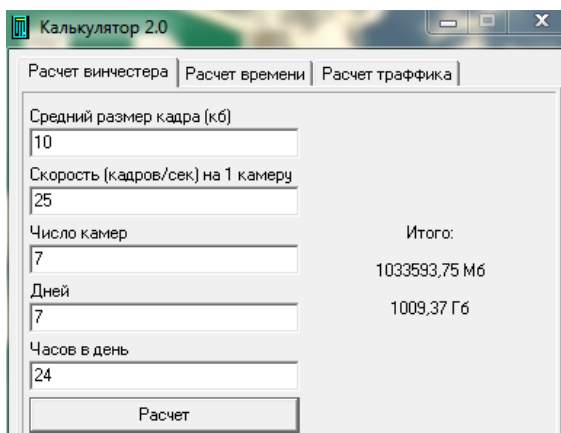 Калькулятор 2.0
Расчет винчестера Расчет времени Расчет траффика
Средний размер кадра (кб)
10
Скорость (кадров/сек) на 1 камеру
25
Число камер
7
Дней
7
Часов в день
24
Расчет
Итого:
1033593,75 Мб
1009,37 Гб